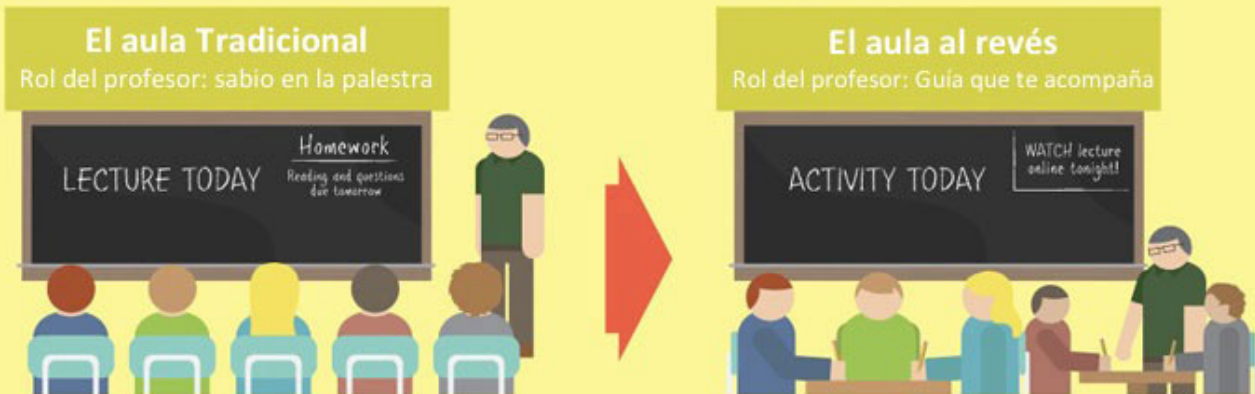 El aula Tradicional
Rol del profesor: sabio en la palestra
LECTURE TODAY
Homework
Reading and questions
due tomorrow
El aula al revés
Rol del profesor: Guía que te acompaña
ACTIVITY TODAY
WATCH lecture
online tonight!